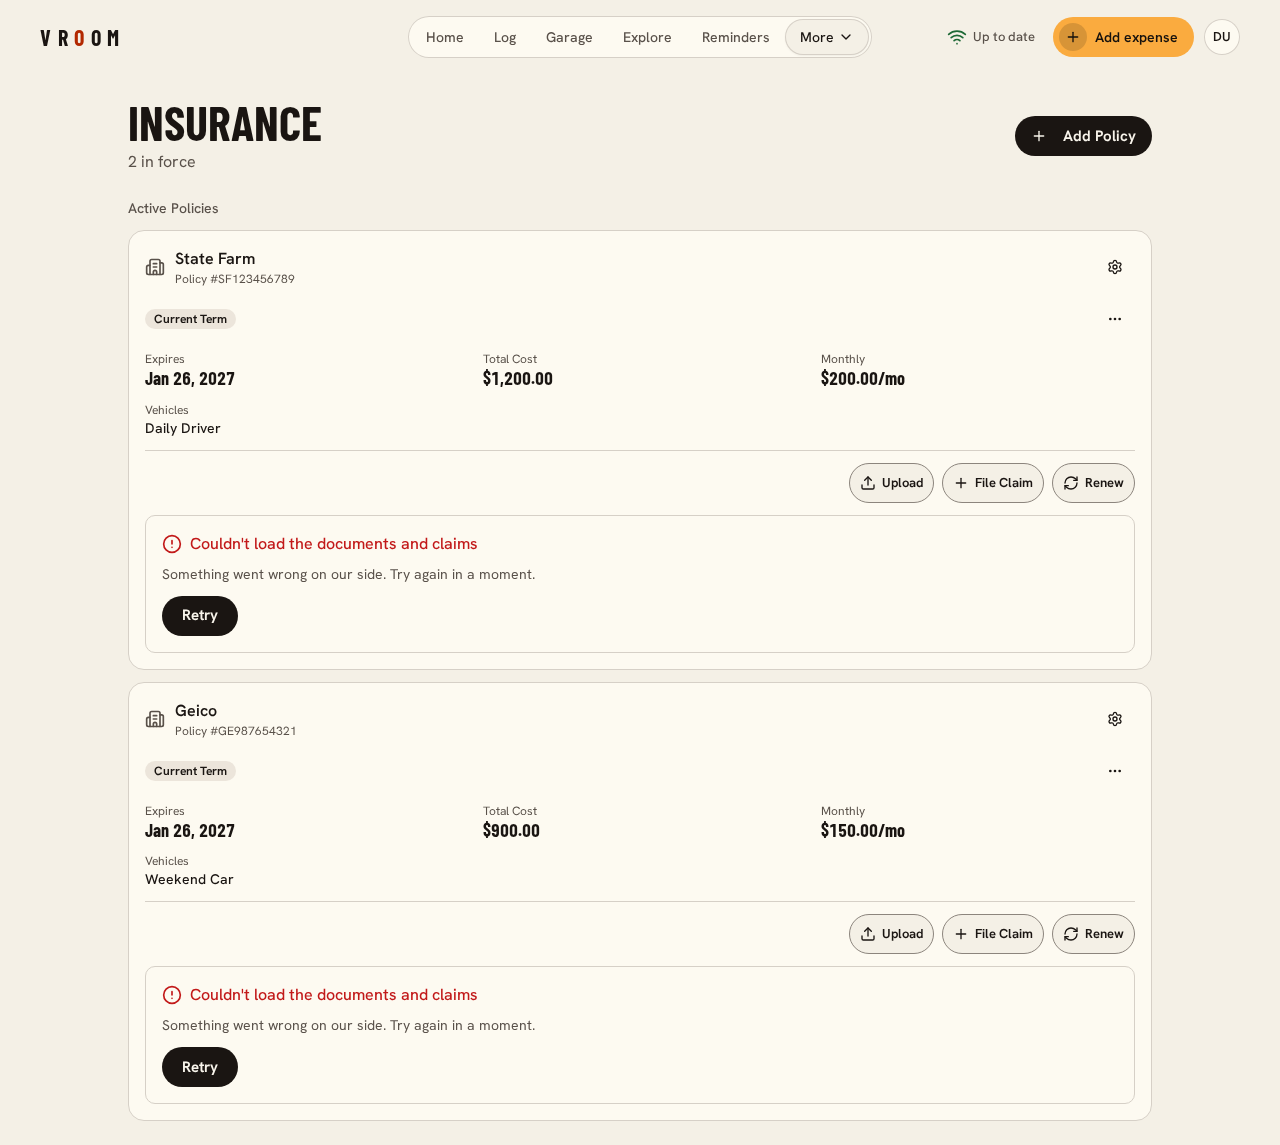 VROOM
Home
Log
Garage
Explore
Reminders
More
Up to date
Add expense
DU
INSURANCE
2 in force
Add Policy
Active Policies
State Farm
Policy #SF123456789
Current Term
Expires
Total Cost
Monthly
Jan 26, 2027
$1,200.00
$200.00/mo
Vehicles
Daily Driver
Upload
File Claim
Renew
Couldn't load the documents and claims
Something went wrong on our side. Try again in a moment.
Retry
Geico
Policy #GE987654321
Current Term
Expires
Total Cost
Monthly
Jan 26, 2027
$900.00
$150.00/mo
Vehicles
Weekend Car
Upload
File Claim
Renew
Couldn't load the documents and claims
Something went wrong on our side. Try again in a moment.
Retry